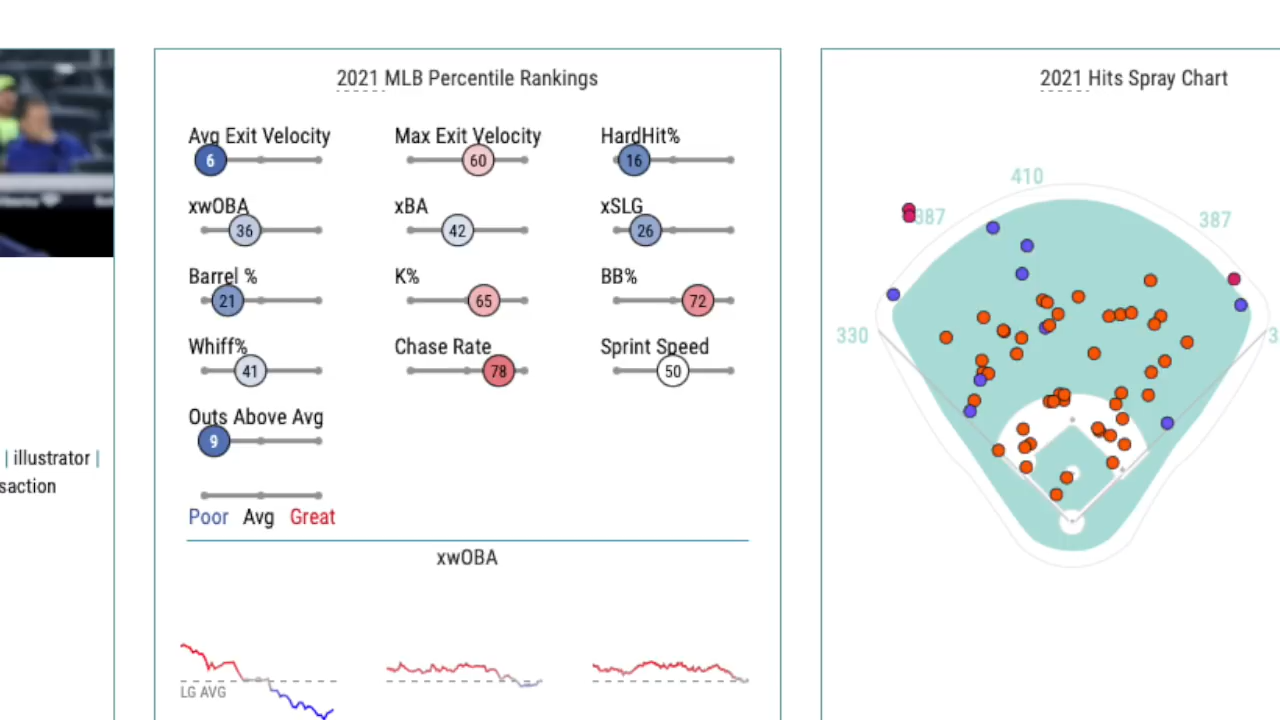 | illustrator |
saction
2021 MLB Percentile Rankings
Avg Exit Velocity
6
Max Exit Velocity
60
HardHit%
16
xwOBA
36
xBA
42
xSLG
26
Barrel %
21
K%
65
BB%
72
Whiff%
41
Chase Rate
78
Sprint Speed
50
Outs Above Avg
9
Poor Avg Great
xwOBA
LG AVG
2021 Hits Spray Chart
410
387
387
330
3